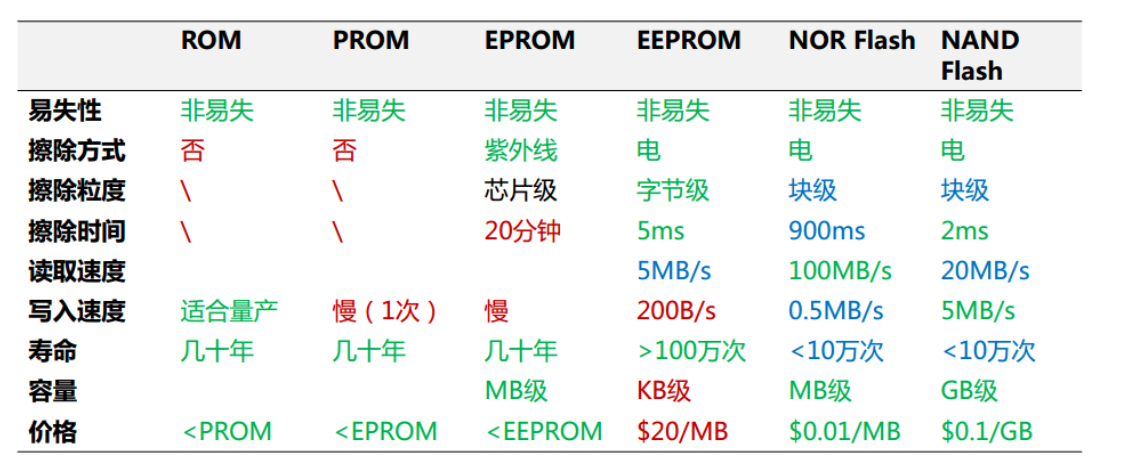 ROM PROM EPROM EEPROM NOR Flash NAND Flash
易失性 非易失 非易失 非易失 非易失 非易失 非易失
擦除方式 否 否 紫外线 电 电 电
擦除粒度 \ \ 芯片级 字节级 块级 块级
擦除时间 \ \ 20分钟 5ms 900ms 2ms
读取速度 5MB/s 100MB/s 20MB/s
写入速度 适合量产 慢（1次） 慢 200B/s 0.5MB/s 5MB/s
寿命 几十年 几十年 几十年 >100万次 <10万次 <10万次
容量 MB级 KB级 MB级 GB级
价格 <PROM <EPROM <EEPROM $20/MB $0.01/MB $0.1/GB